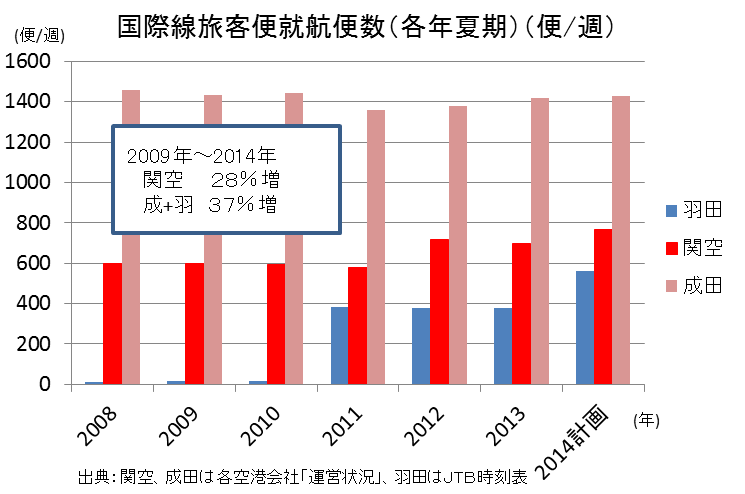 国際線旅客便就航便数（各年夏期）（便/週）
(便/週)
1600
1400
1200
1000
800
600
400
200
0
2009年～2014年
関空 28%増
成+羽 37%増
羽田
関空
成田
2008
2009
2010
2011
2012
2013
2014計画
(年)
出典：関空、成田は各空港会社「運営状況」、羽田はJTB時刻表